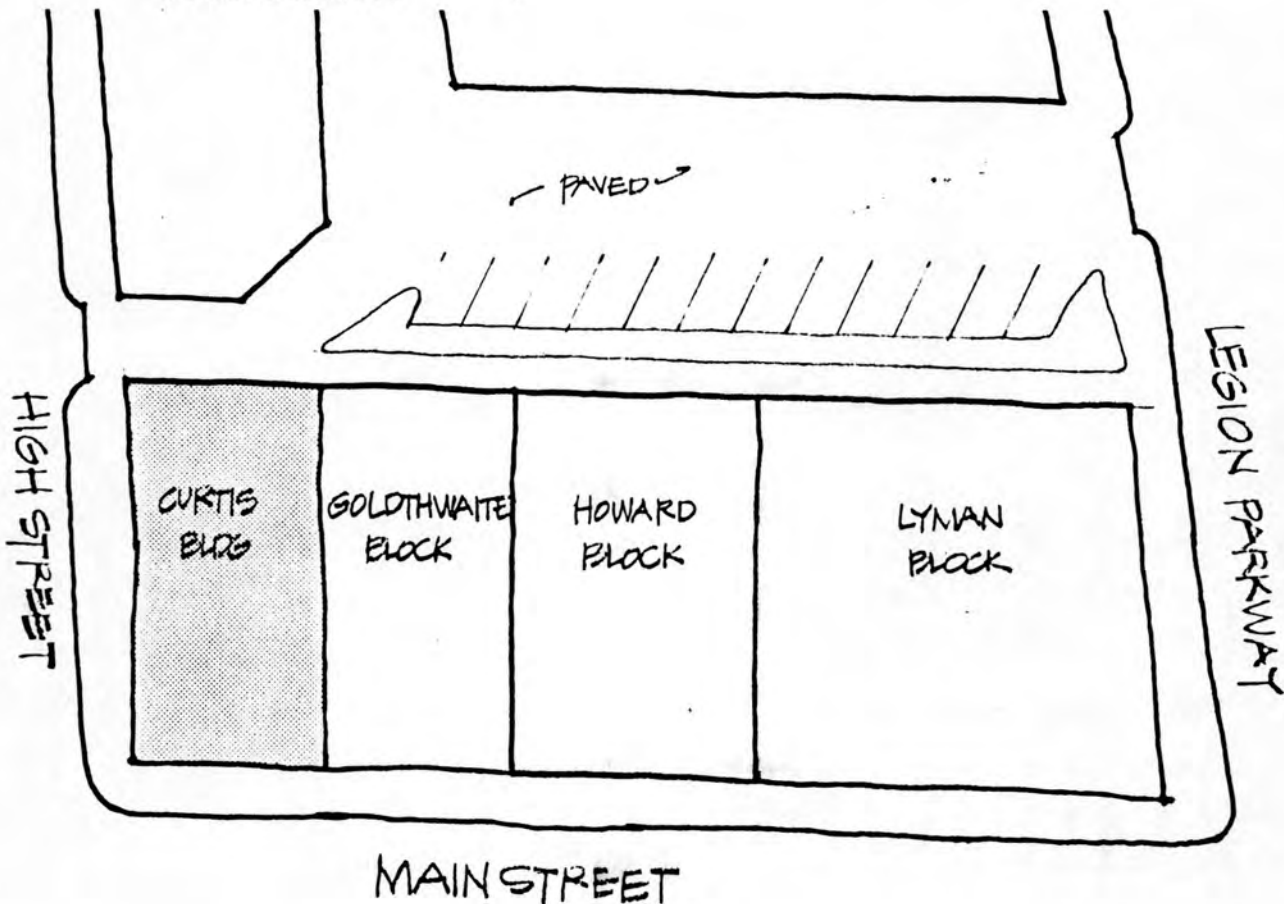 PAVED
HIGH STREET
CURTIS
BLDG
GOLDTHWAITE
BLOCK
HOWARD
BLOCK
LYMAN
BLOCK
LEGION PARKWAY
MAIN STREET